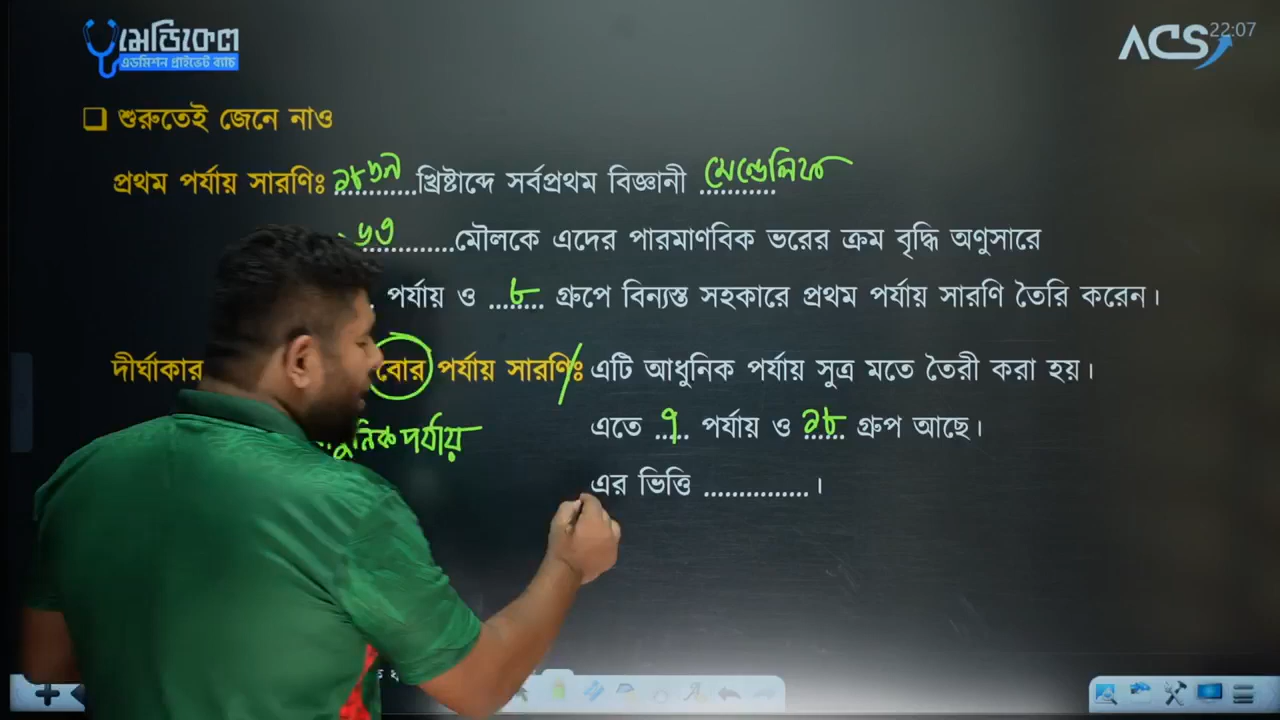 মেডিকেল
এডমিশন প্রাইভেট ব্যাচ
ACS
22:07
শুরুতেই জেনে নাও
প্রথম পর্যায় সারণিঃ ১৮৬৯ খ্রিষ্টাব্দে সর্বপ্রথম বিজ্ঞানী মেন্ডেলিফ
৬৩ মৌলকে এদের পারমাণবিক ভরের ক্রম বৃদ্ধি অণুসারে
পর্যায় ও ৮ গ্রুপে বিন্যস্ত সহকারে প্রথম পর্যায় সারণি তৈরি করেন।
দীর্ঘাকার বোর পর্যায় সারণিঃ এটি আধুনিক পর্যায় সুত্র মতে তৈরী করা হয়।
পর্যায় এতে ৭ পর্যায় ও ১৮ গ্রুপ আছে।
এর ভিত্তি ...............।